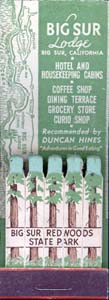 BIG SUR
Lodge
BIG SUR, CALIFORNIA
HOTEL AND
HOUSEKEEPING CABINS
COFFEE SHOP
DINING TERRACE
GROCERY STORE
CURIO SHOP
Recommended by
DUNCAN HINES
"Adventures in Good Eating"
BIG SUR REDWOODS
STATE PARK